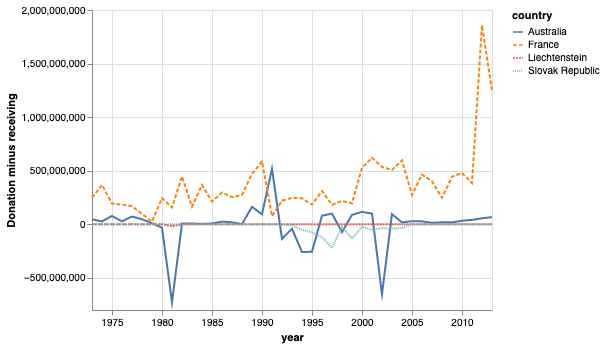 2,000,000,000
1,500,000,000
1,000,000,000
500,000,000
0
−500,000,000
Donation minus receiving
1975 1980 1985 1990 1995 2000 2005 2010
year
country
Australia
France
Liechtenstein
Slovak Republic